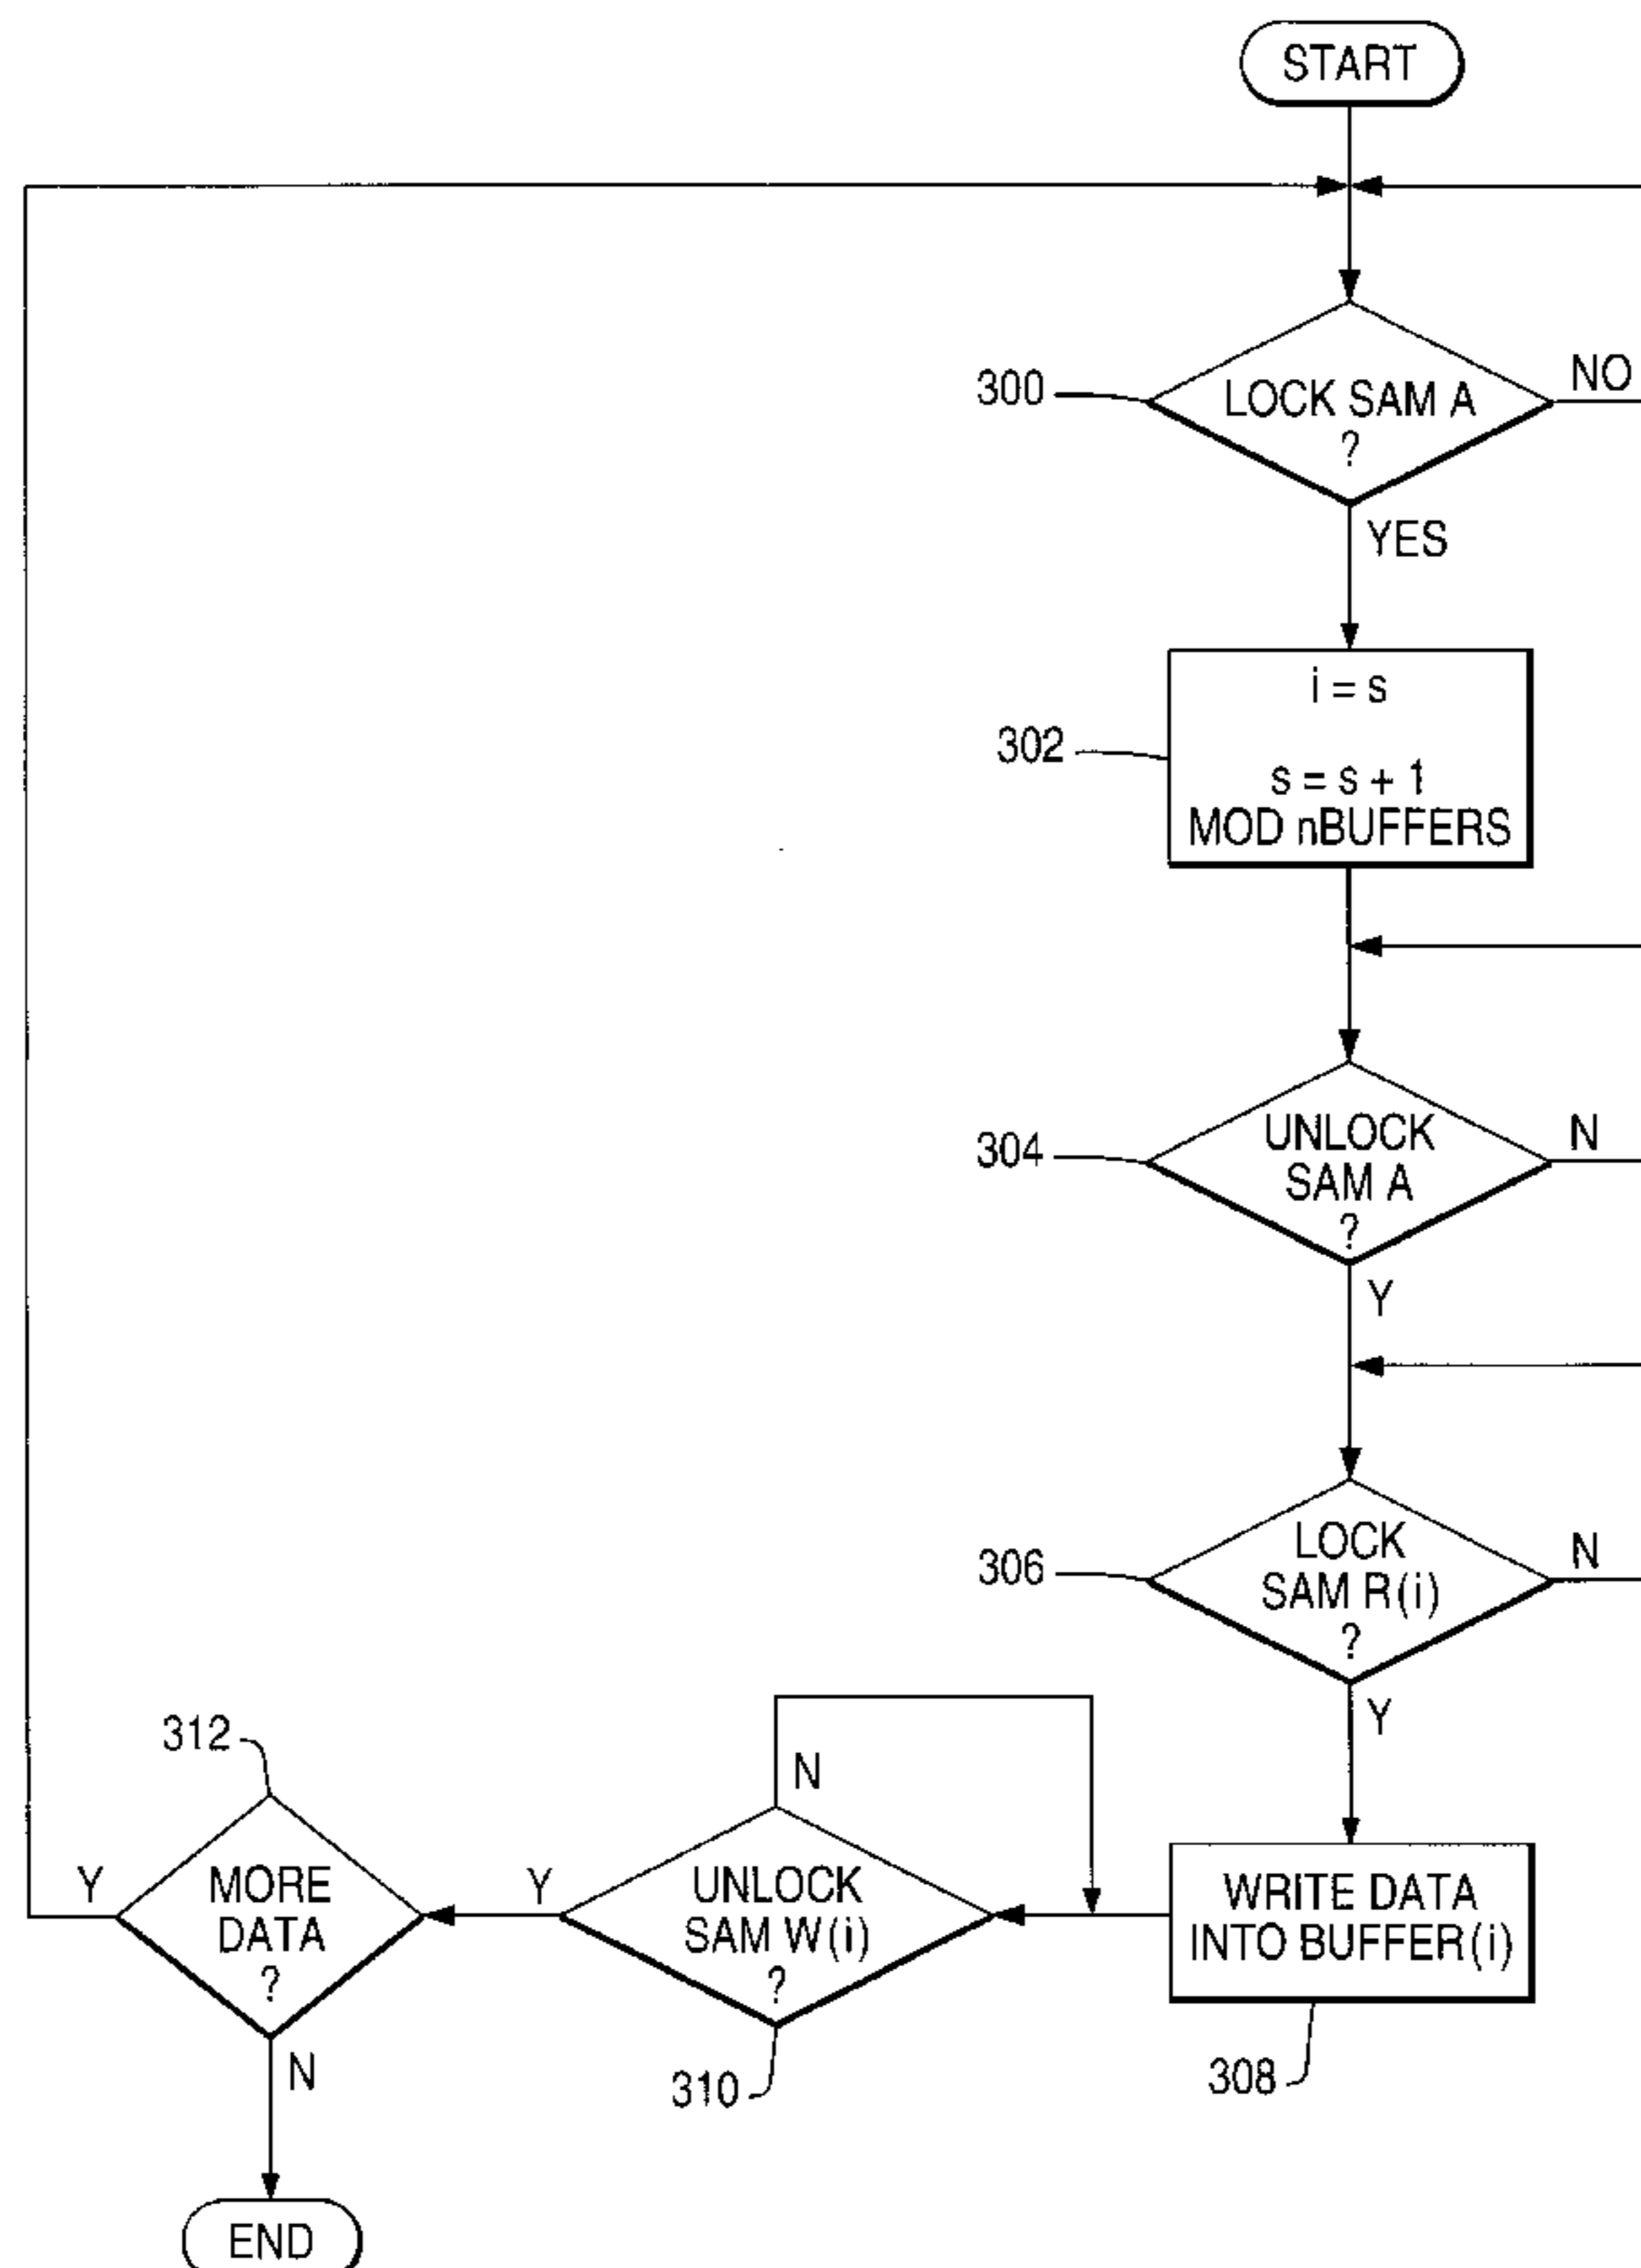 START
300
LOCK SAM A
?
NO
YES
302
i = s
s = s + 1
MOD nBUFFERS
304
UNLOCK
SAM A
?
N
Y
306
LOCK
SAM R(i)
?
N
Y
312
N
Y
MORE
DATA
?
Y
UNLOCK
SAM W(i)
?
WRITE DATA
INTO BUFFER(i)
N
310
308
END